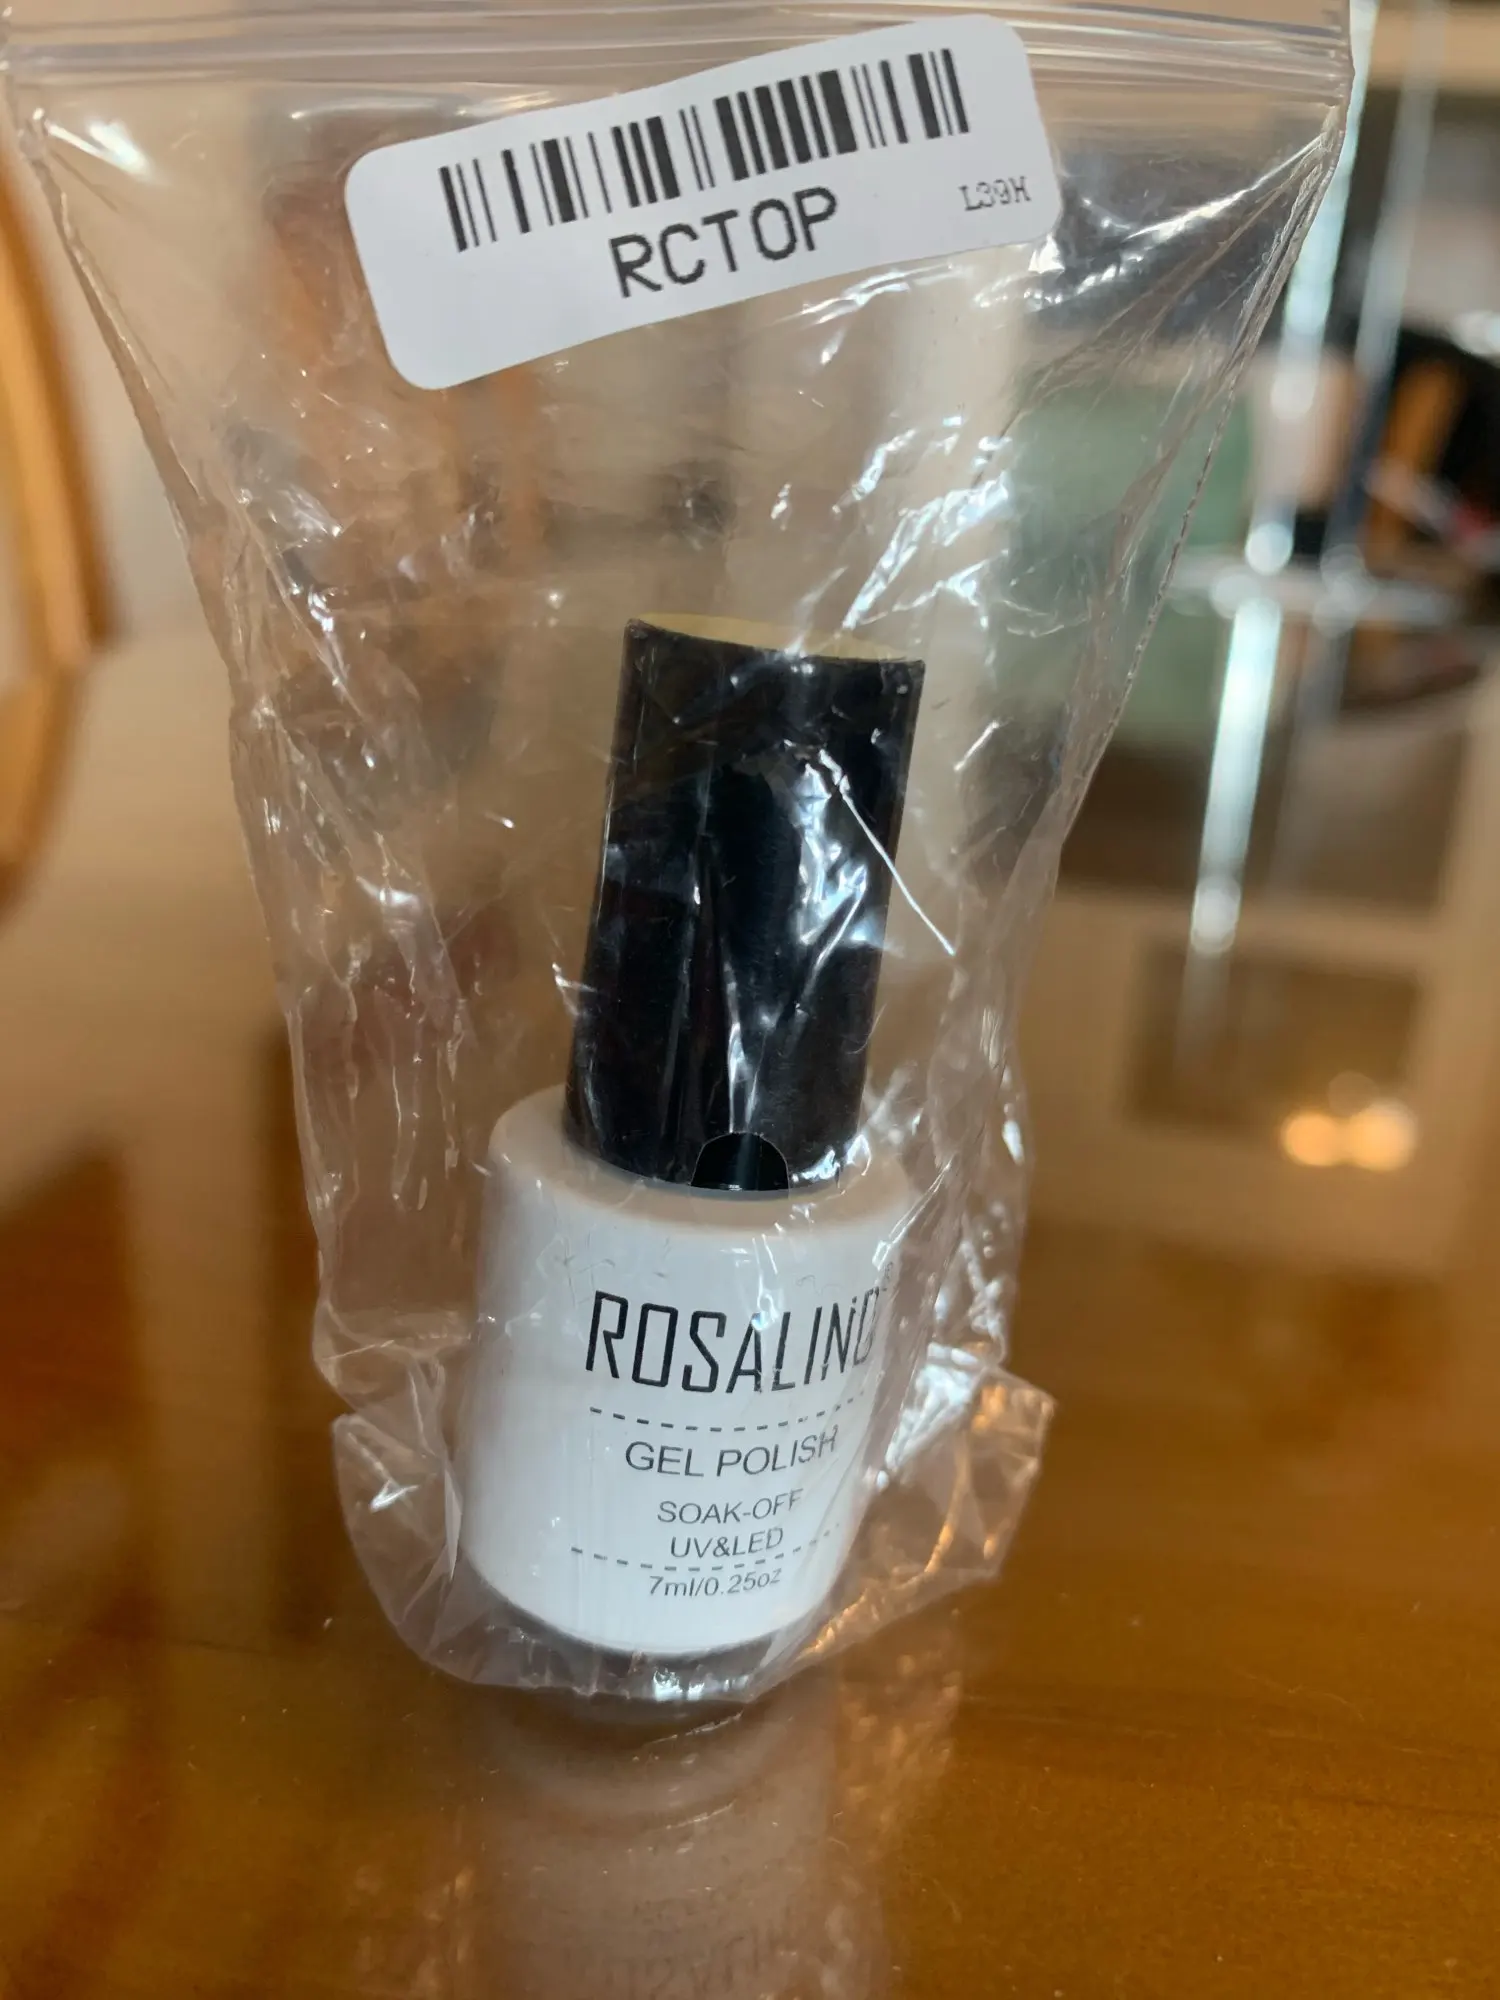 L39H
RCTOP
ROSALIND®
GEL POLISH
SOAK-OFF
UV&LED
7ml/0.25oz